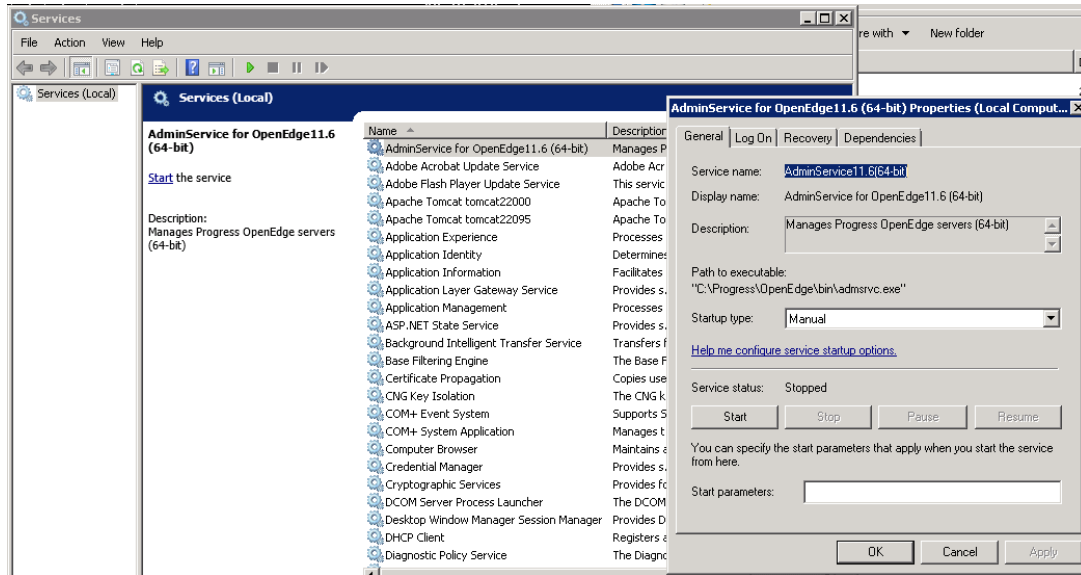 Services
File Action View Help
Services (Local)
Services (Local)
AdminService for OpenEdge11.6
(64-bit)
Start the service
Description:
Manages Progress OpenEdge servers
(64-bit)
Name Description
AdminService for OpenEdge11.6 (64-bit) Manages P
Adobe Acrobat Update Service Adobe Acr
Adobe Flash Player Update Service This servic
Apache Tomcat tomcat22000 Apache To
Apache Tomcat tomcat22095 Apache To
Application Experience Processes
Application Identity Determines
Application Information Facilitates
Application Layer Gateway Service Provides s.
Application Management Processes
ASP.NET State Service Provides s.
Background Intelligent Transfer Service Transfers f
Base Filtering Engine The Base F
Certificate Propagation Copies use
CNG Key Isolation The CNG k
COM+ Event System Supports S
COM+ System Application Manages t
Computer Browser Maintains a
Credential Manager Provides s.
Cryptographic Services Provides fo
DCOM Server Process Launcher The DCOM
Desktop Window Manager Session Manager Provides D
DHCP Client Registers a
Diagnostic Policy Service The Diagno
re with New folder
AdminService for OpenEdge11.6 (64-bit) Properties (Local Comput...
General Log On Recovery Dependencies
Service name: AdminService11.6(64-bit)
Display name: AdminService for OpenEdge11.6 (64-bit)
Description: Manages Progress OpenEdge servers (64-bit)
Path to executable:
"C:\Progress\OpenEdge\bin\admsrvc.exe"
Startup type: Manual
Help me configure service startup options.
Service status: Stopped
Start Stop Pause Resume
You can specify the start parameters that apply when you start the service
from here.
Start parameters:
OK Cancel Apply